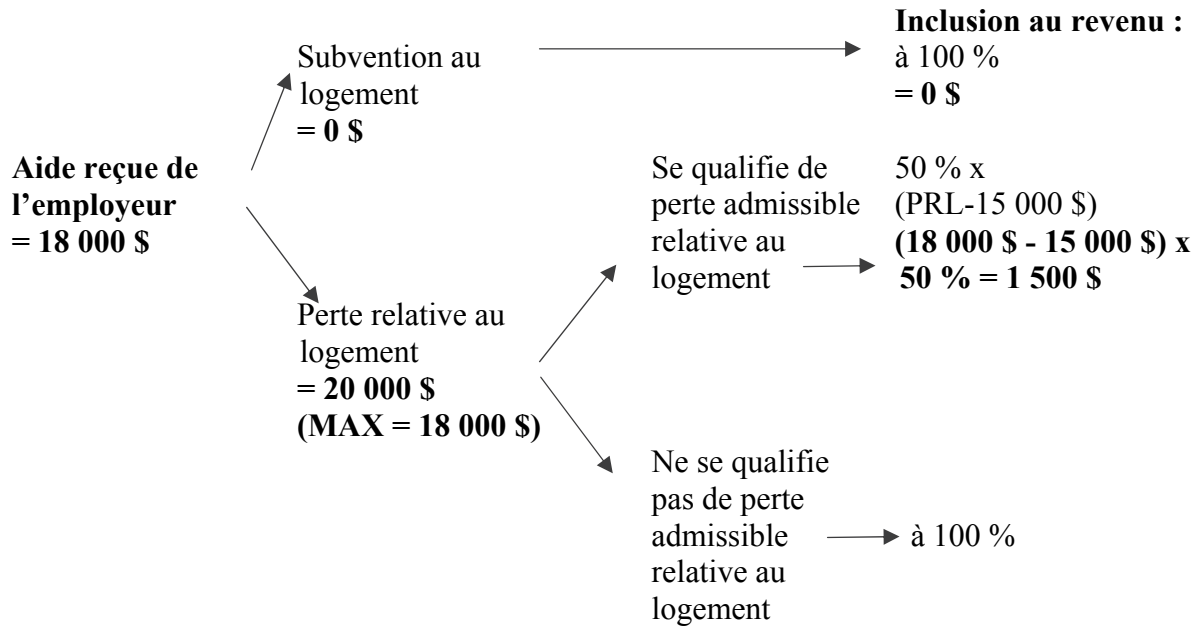 Aide reçue de
l’employeur
= 18 000 $
Subvention au
logement
= 0 $
Inclusion au revenu :
à 100 %
= 0 $
Perte relative au
logement
= 20 000 $
(MAX = 18 000 $)
Se qualifie de
perte admissible
relative au
logement
50 % x
(PRL-15 000 $)
(18 000 $ - 15 000 $) x
50 % = 1 500 $
Ne se qualifie
pas de perte
admissible
relative au
logement
à 100 %